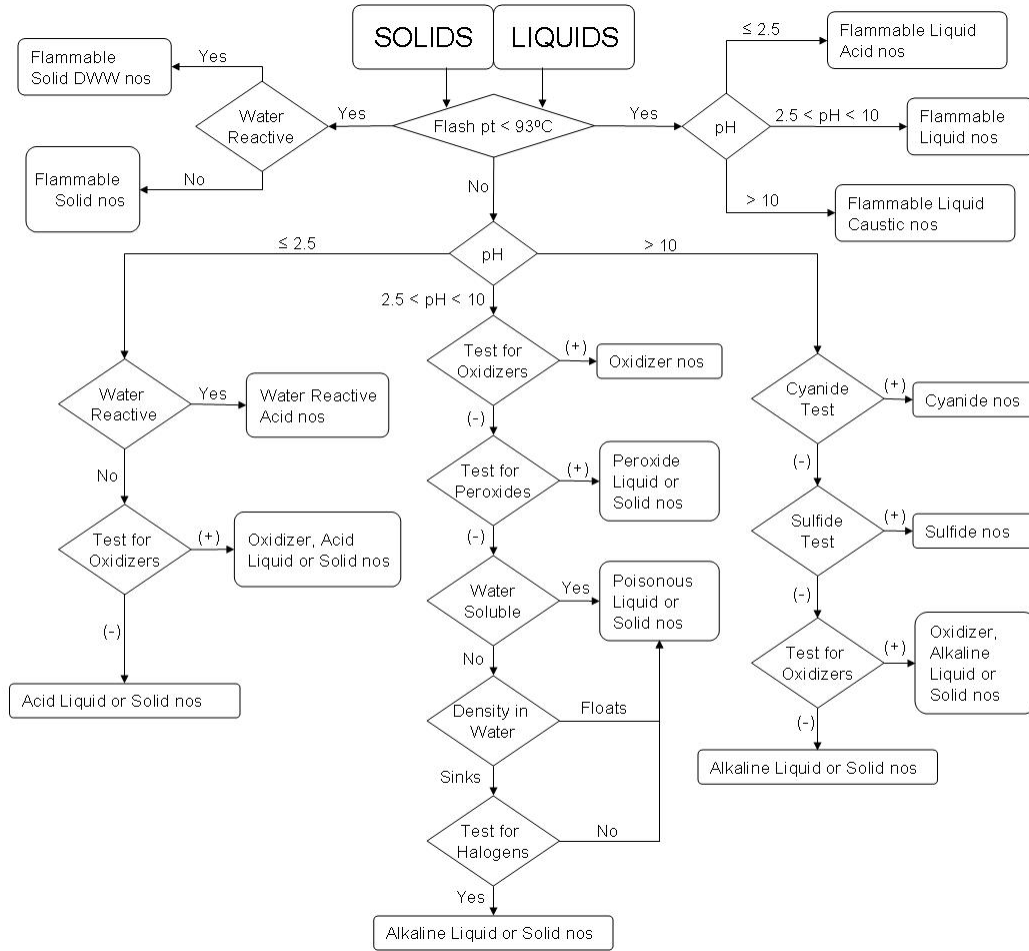 SOLIDS
LIQUIDS
Flammable
Solid DWW nos
Yes
Water
Reactive
Yes
Flash pt < 93ºC
Yes
pH
≤ 2.5
Flammable Liquid
Acid nos
2.5 < pH < 10
Flammable
Liquid nos
> 10
Flammable Liquid
Caustic nos
No
Flammable
Solid nos
No
pH
≤ 2.5
> 10
2.5 < pH < 10
Water
Reactive
Yes
Water Reactive
Acid nos
No
Test for
Oxidizers
(+)
Oxidizer, Acid
Liquid or Solid nos
(-)
Acid Liquid or Solid nos
Test for
Oxidizers
(+)
Oxidizer nos
(-)
Test for
Peroxides
(+)
Peroxide
Liquid or
Solid nos
(-)
Water
Soluble
Yes
Poisonous
Liquid or
Solid nos
No
Density in
Water
Floats
Sinks
Test for
Halogens
No
Yes
Alkaline Liquid or Solid nos
Cyanide
Test
(+)
Cyanide nos
(-)
Sulfide
Test
(+)
Sulfide nos
(-)
Test for
Oxidizers
(+)
Oxidizer,
Alkaline
Liquid or
Solid nos
(-)
Alkaline Liquid or Solid nos